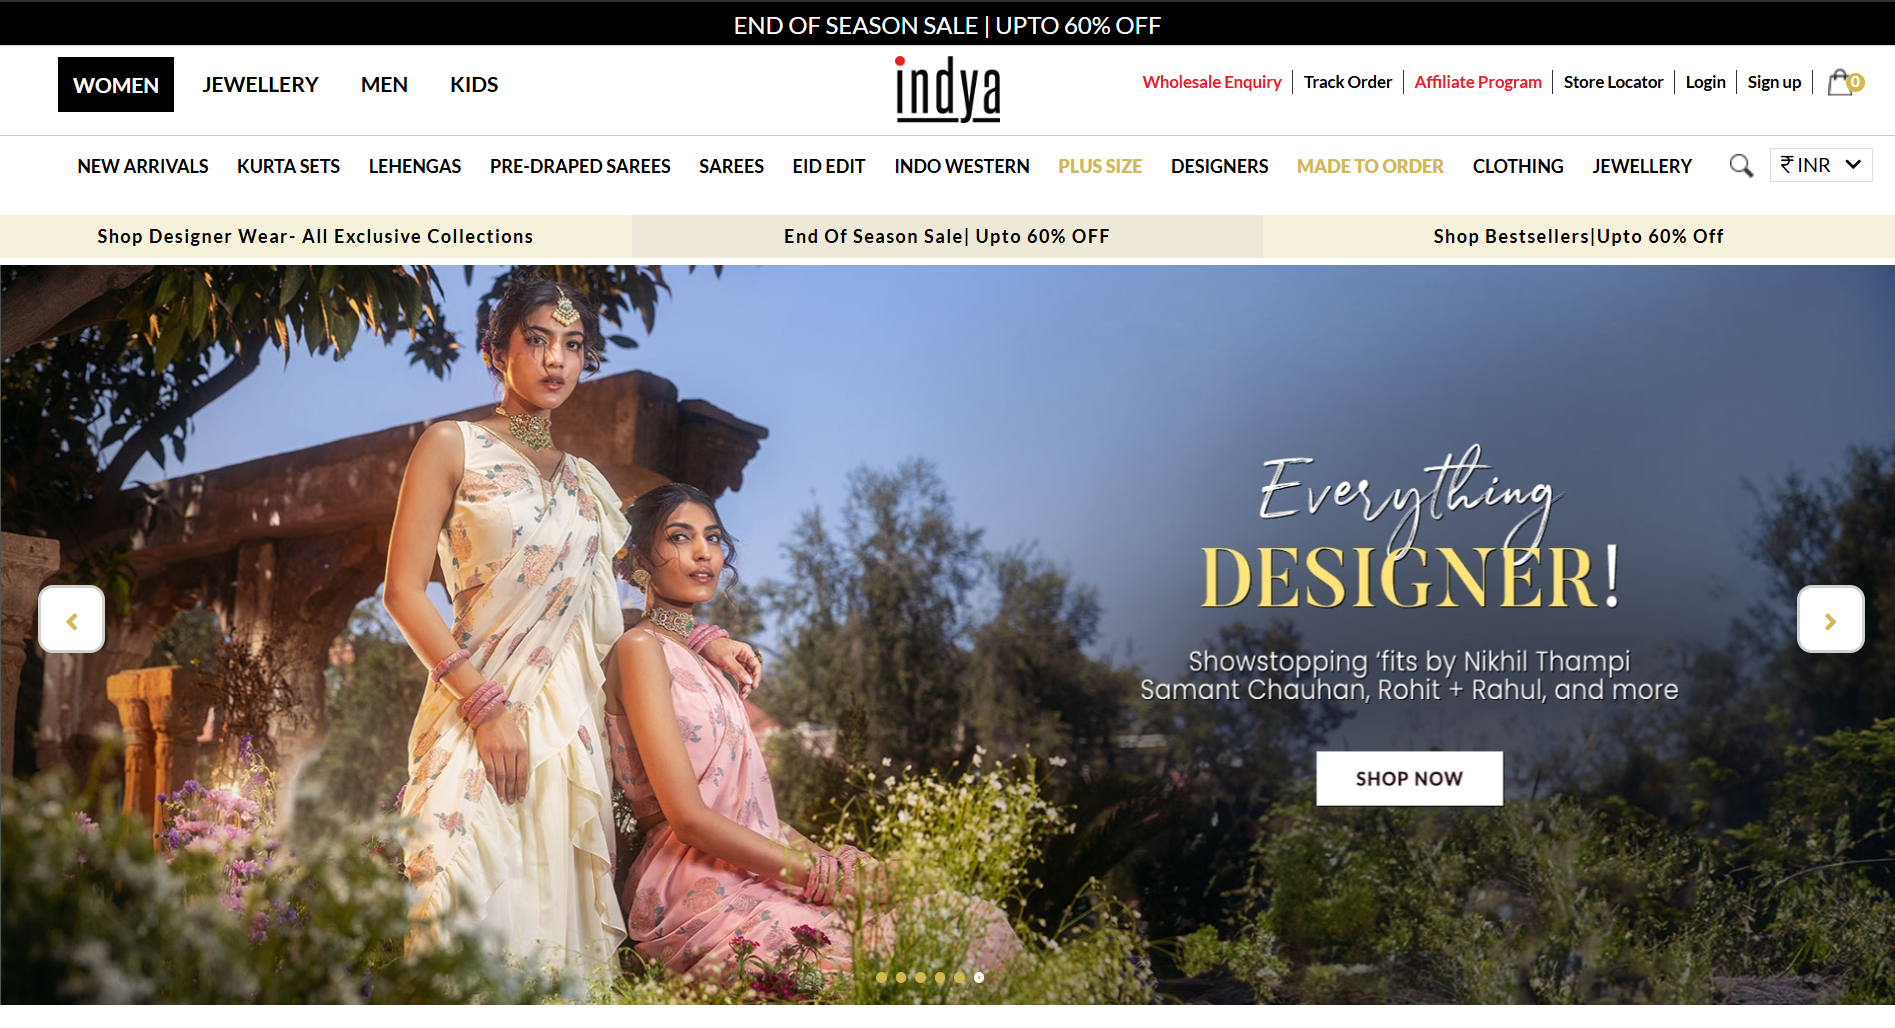 END OF SEASON SALE | UPTO 60% OFF
WOMEN JEWELLERY MEN KIDS
indya
Wholesale Enquiry Track Order Affiliate Program Store Locator Login Sign up 0
NEW ARRIVALS KURTA SETS LEHENGAS PRE-DRAPED SAREES SAREES EID EDIT INDO WESTERN PLUS SIZE DESIGNERS MADE TO ORDER CLOTHING JEWELLERY ₹ INR
Shop Designer Wear- All Exclusive Collections
End Of Season Sale| Upto 60% OFF
Shop Bestsellers|Upto 60% Off
Everything
DESIGNER!
Showstopping ‘fits by Nikhil Thampi
Samant Chauhan, Rohit + Rahul, and more
SHOP NOW